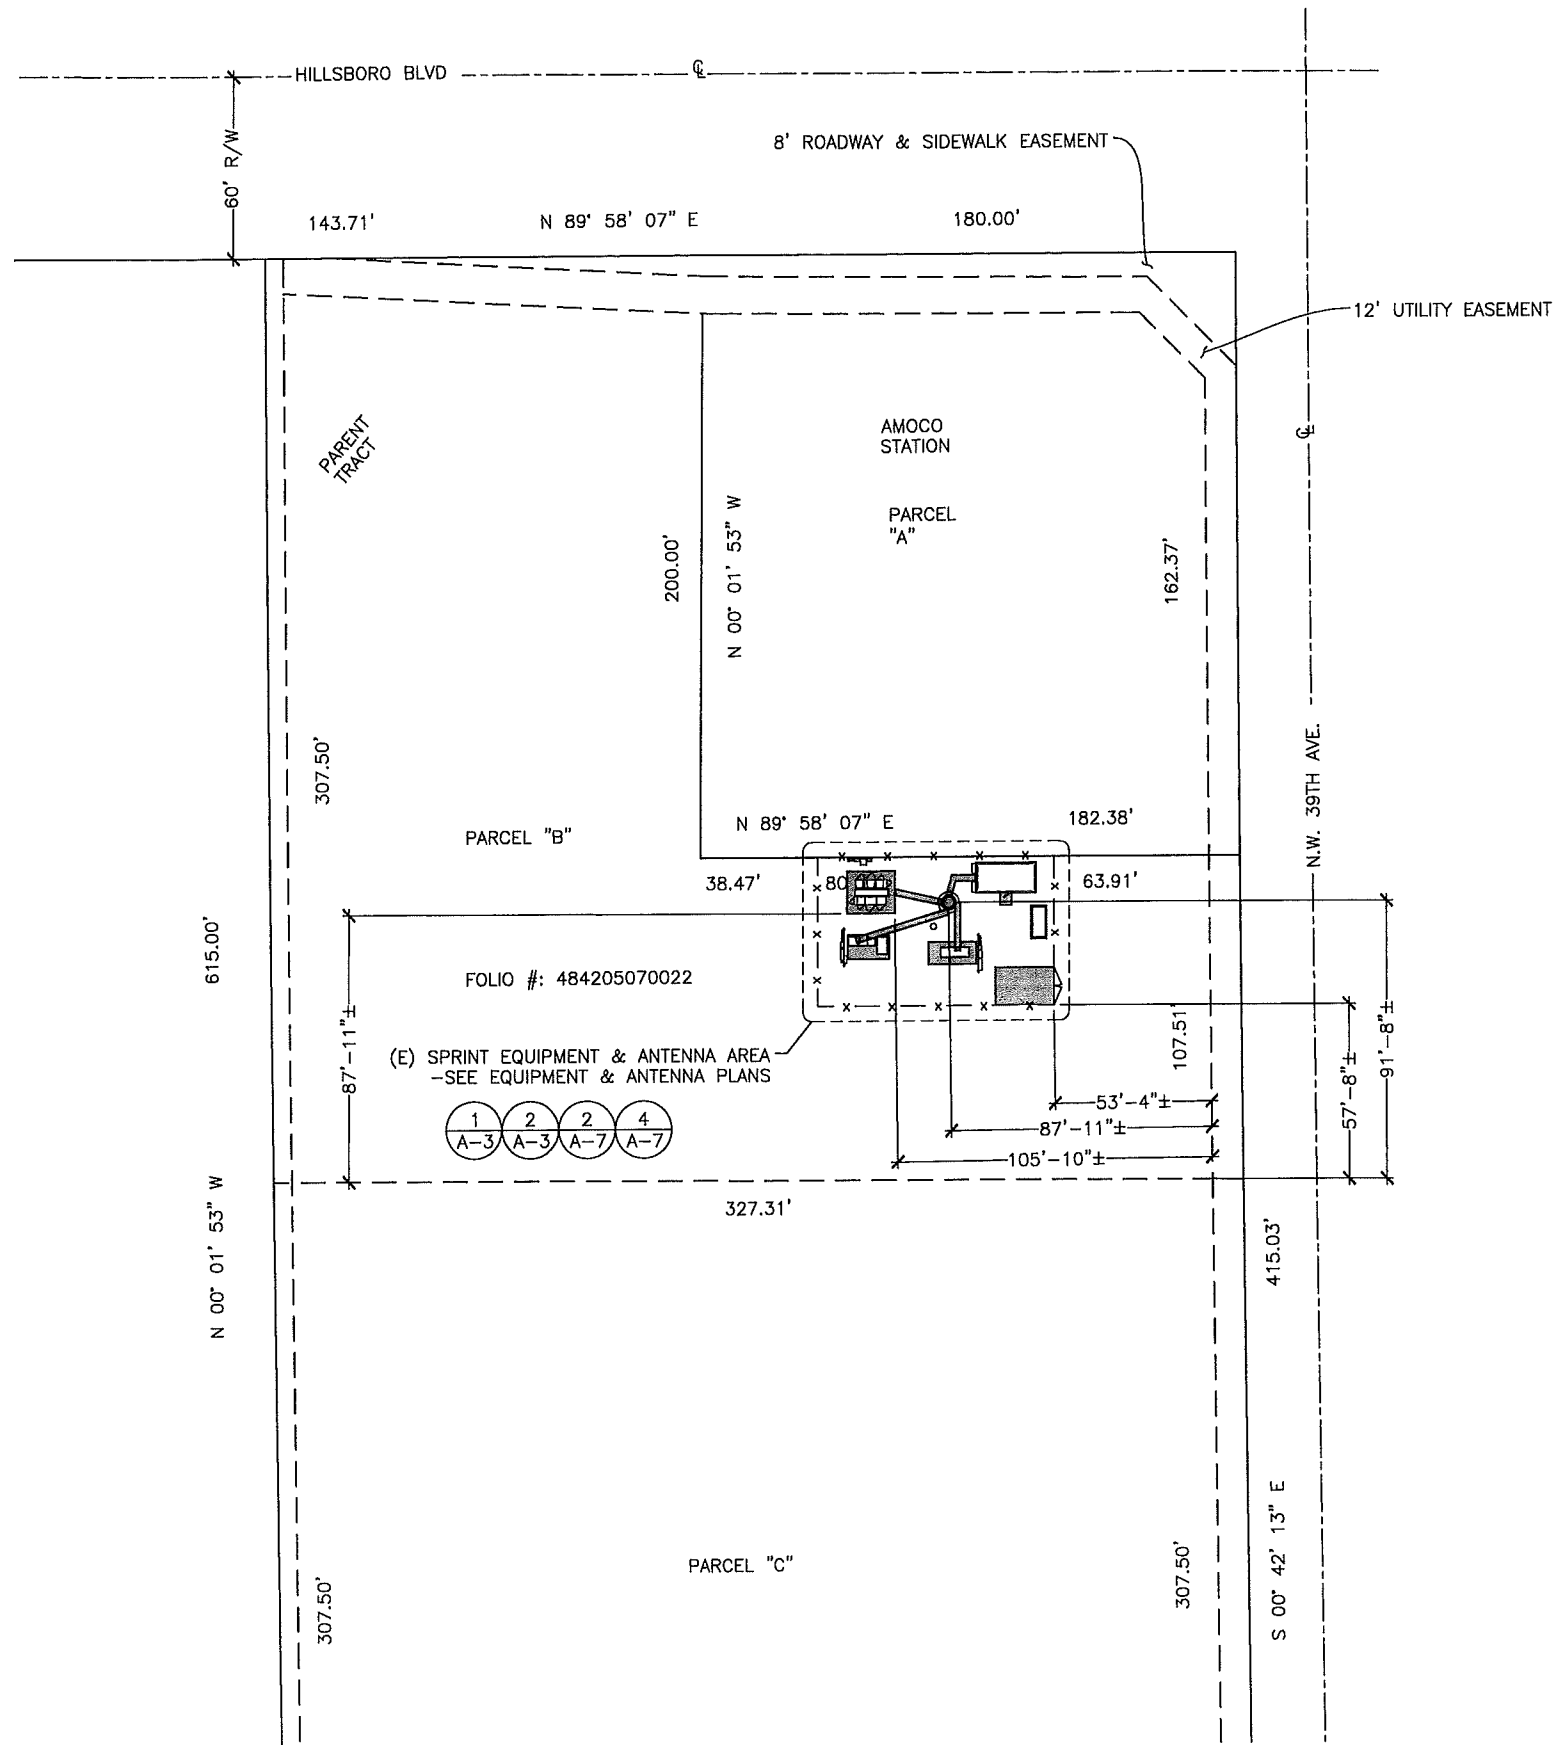 HILLSBORO BLVD
℄
60' R/W
8' ROADWAY & SIDEWALK EASEMENT
143.71'
N 89° 58' 07" E
180.00'
12' UTILITY EASEMENT
PARENT
TRACT
AMOCO
STATION
℄
PARCEL
"A"
200.00'
N 00° 01' 53" W
162.37'
307.50'
N.W. 39TH AVE.
PARCEL "B"
N 89° 58' 07" E
182.38'
38.47'
80
63.91'
615.00'
FOLIO #: 484205070022
87'-11"±
(E) SPRINT EQUIPMENT & ANTENNA AREA
-SEE EQUIPMENT & ANTENNA PLANS
107.51'
57'-8"±
91'-8"±
1 2 2 4
A-3 A-3 A-7 A-7
53'-4"±
87'-11"±
105'-10"±
327.31'
N 00° 01' 53" W
415.03'
PARCEL "C"
307.50'
307.50'
S 00° 42' 13" E